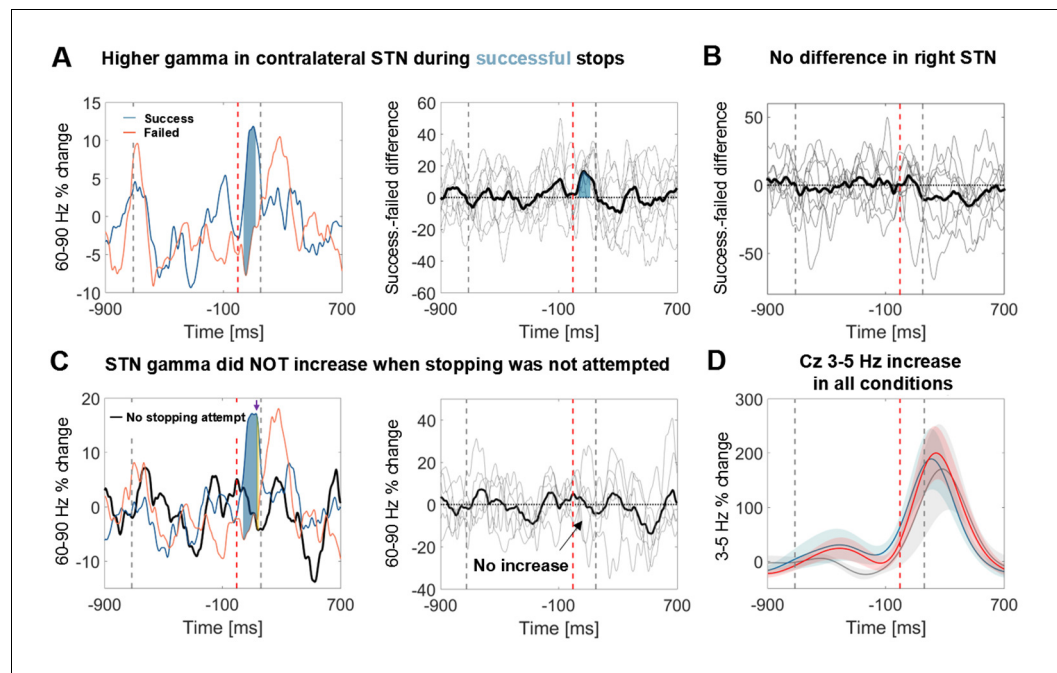 A Higher gamma in contralateral STN during successful stops
B No difference in right STN
60-90 Hz % change
15
10
5
0
-5
-10
Success
Failed
-900 -100 700
Time [ms]
Success.-failed difference
60
40
20
0
-20
-40
-60
-900 -100 700
Time [ms]
Success.-failed difference
50
0
-50
-900 -100 700
Time [ms]
C STN gamma did NOT increase when stopping was not attempted
D Cz 3-5 Hz increase
in all conditions
60-90 Hz % change
20
10
0
-10
No stopping attempt
-900 -100 700
Time [ms]
60-90 Hz % change
40
20
0
-20
-40
No increase
-900 -100 700
Time [ms]
3-5 Hz % change
300
200
100
0
-900 -100 700
Time [ms]